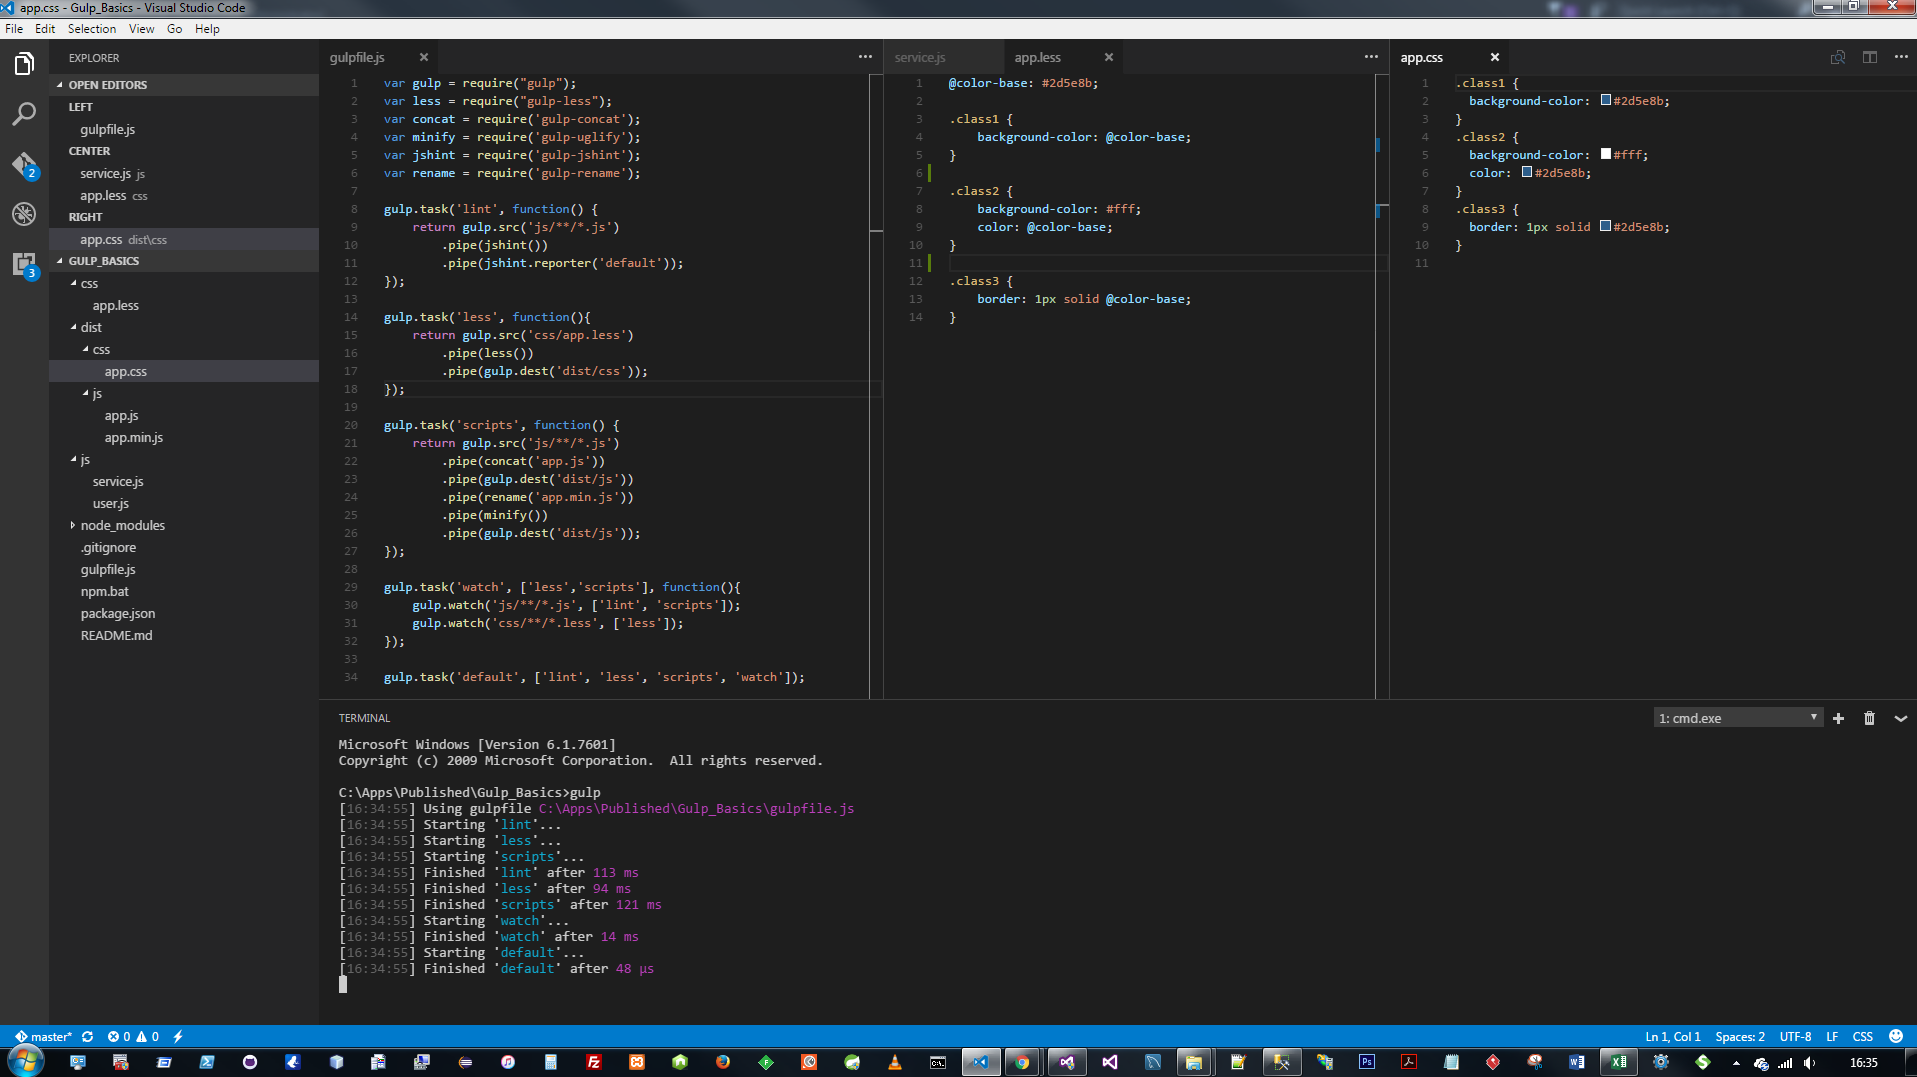 app.css - Gulp_Basics - Visual Studio Code
File Edit Selection View Go Help
EXPLORER
OPEN EDITORS
LEFT
gulpfile.js
CENTER
service.js js
app.less css
RIGHT
app.css dist\css
GULP_BASICS
css
app.less
dist
css
app.css
js
app.js
app.min.js
js
service.js
user.js
node_modules
.gitignore
gulpfile.js
npm.bat
package.json
README.md
2
3
gulpfile.js
1 var gulp = require("gulp");
2 var less = require("gulp-less");
3 var concat = require('gulp-concat');
4 var minify = require('gulp-uglify');
5 var jshint = require('gulp-jshint');
6 var rename = require('gulp-rename');
7
8 gulp.task('lint', function() {
9 return gulp.src('js/**/*.js')
10 .pipe(jshint())
11 .pipe(jshint.reporter('default'));
12 });
13
14 gulp.task('less', function(){
15 return gulp.src('css/app.less')
16 .pipe(less())
17 .pipe(gulp.dest('dist/css'));
18 });
19
20 gulp.task('scripts', function() {
21 return gulp.src('js/**/*.js')
22 .pipe(concat('app.js'))
23 .pipe(gulp.dest('dist/js'))
24 .pipe(rename('app.min.js'))
25 .pipe(minify())
26 .pipe(gulp.dest('dist/js'));
27 });
28
29 gulp.task('watch', ['less','scripts'], function(){
30 gulp.watch('js/**/*.js', ['lint', 'scripts']);
31 gulp.watch('css/**/*.less', ['less']);
32 });
33
34 gulp.task('default', ['lint', 'less', 'scripts', 'watch']);
service.js app.less
1 @color-base: #2d5e8b;
2
3 .class1 {
4 background-color: @color-base;
5 }
6
7 .class2 {
8 background-color: #fff;
9 color: @color-base;
10 }
11
12 .class3 {
13 border: 1px solid @color-base;
14 }
app.css
1 .class1 {
2 background-color: #2d5e8b;
3 }
4 .class2 {
5 background-color: #fff;
6 color: #2d5e8b;
7 }
8 .class3 {
9 border: 1px solid #2d5e8b;
10 }
11
TERMINAL
1: cmd.exe
Microsoft Windows [Version 6.1.7601]
Copyright (c) 2009 Microsoft Corporation. All rights reserved.
C:\Apps\Published\Gulp_Basics>gulp
[16:34:55] Using gulpfile C:\Apps\Published\Gulp_Basics\gulpfile.js
[16:34:55] Starting 'lint'...
[16:34:55] Starting 'less'...
[16:34:55] Starting 'scripts'...
[16:34:55] Finished 'lint' after 113 ms
[16:34:55] Finished 'less' after 94 ms
[16:34:55] Finished 'scripts' after 121 ms
[16:34:55] Starting 'watch'...
[16:34:55] Finished 'watch' after 14 ms
[16:34:55] Starting 'default'...
[16:34:55] Finished 'default' after 48 μs
master* 0 0
Ln 1, Col 1 Spaces: 2 UTF-8 LF CSS
16:35